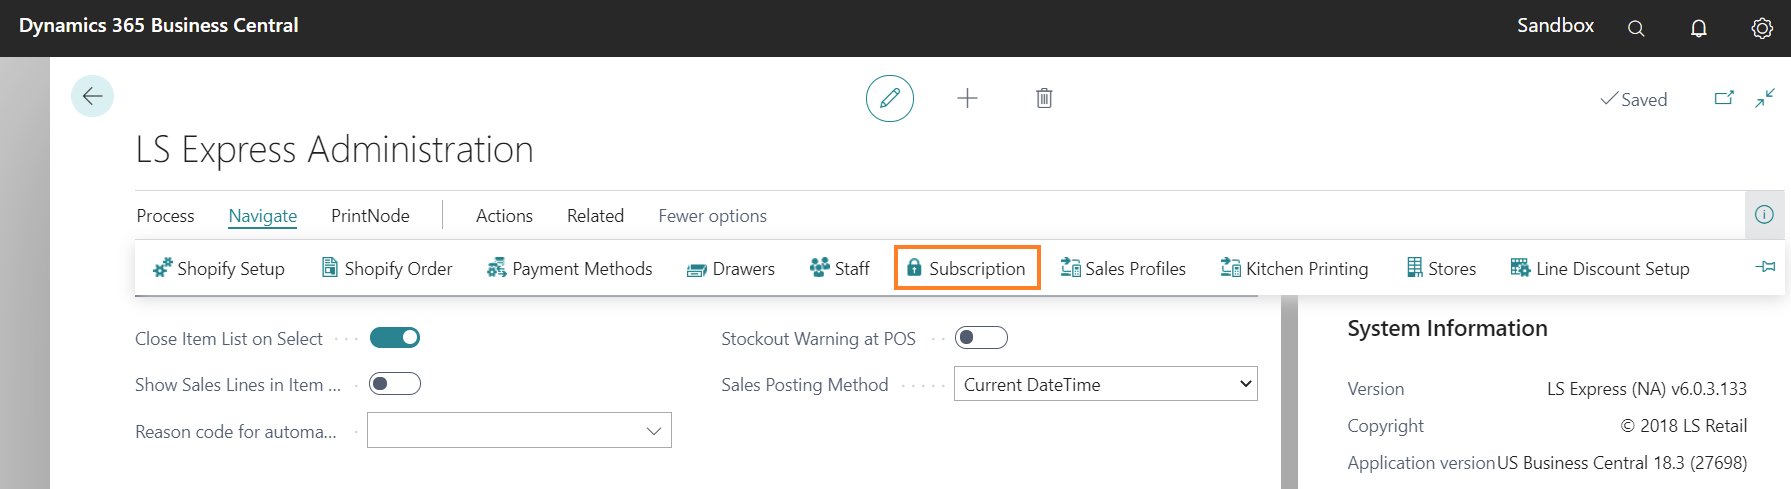 Dynamics 365 Business Central
Sandbox
Saved
LS Express Administration
Process Navigate PrintNode Actions Related Fewer options
Shopify Setup Shopify Order Payment Methods Drawers Staff Subscription Sales Profiles Kitchen Printing Stores Line Discount Setup
Close Item List on Select
Show Sales Lines in Item ...
Reason code for automa...
Stockout Warning at POS
Sales Posting Method Current DateTime
System Information
Version LS Express (NA) v6.0.3.133
Copyright © 2018 LS Retail
Application version US Business Central 18.3 (27698)